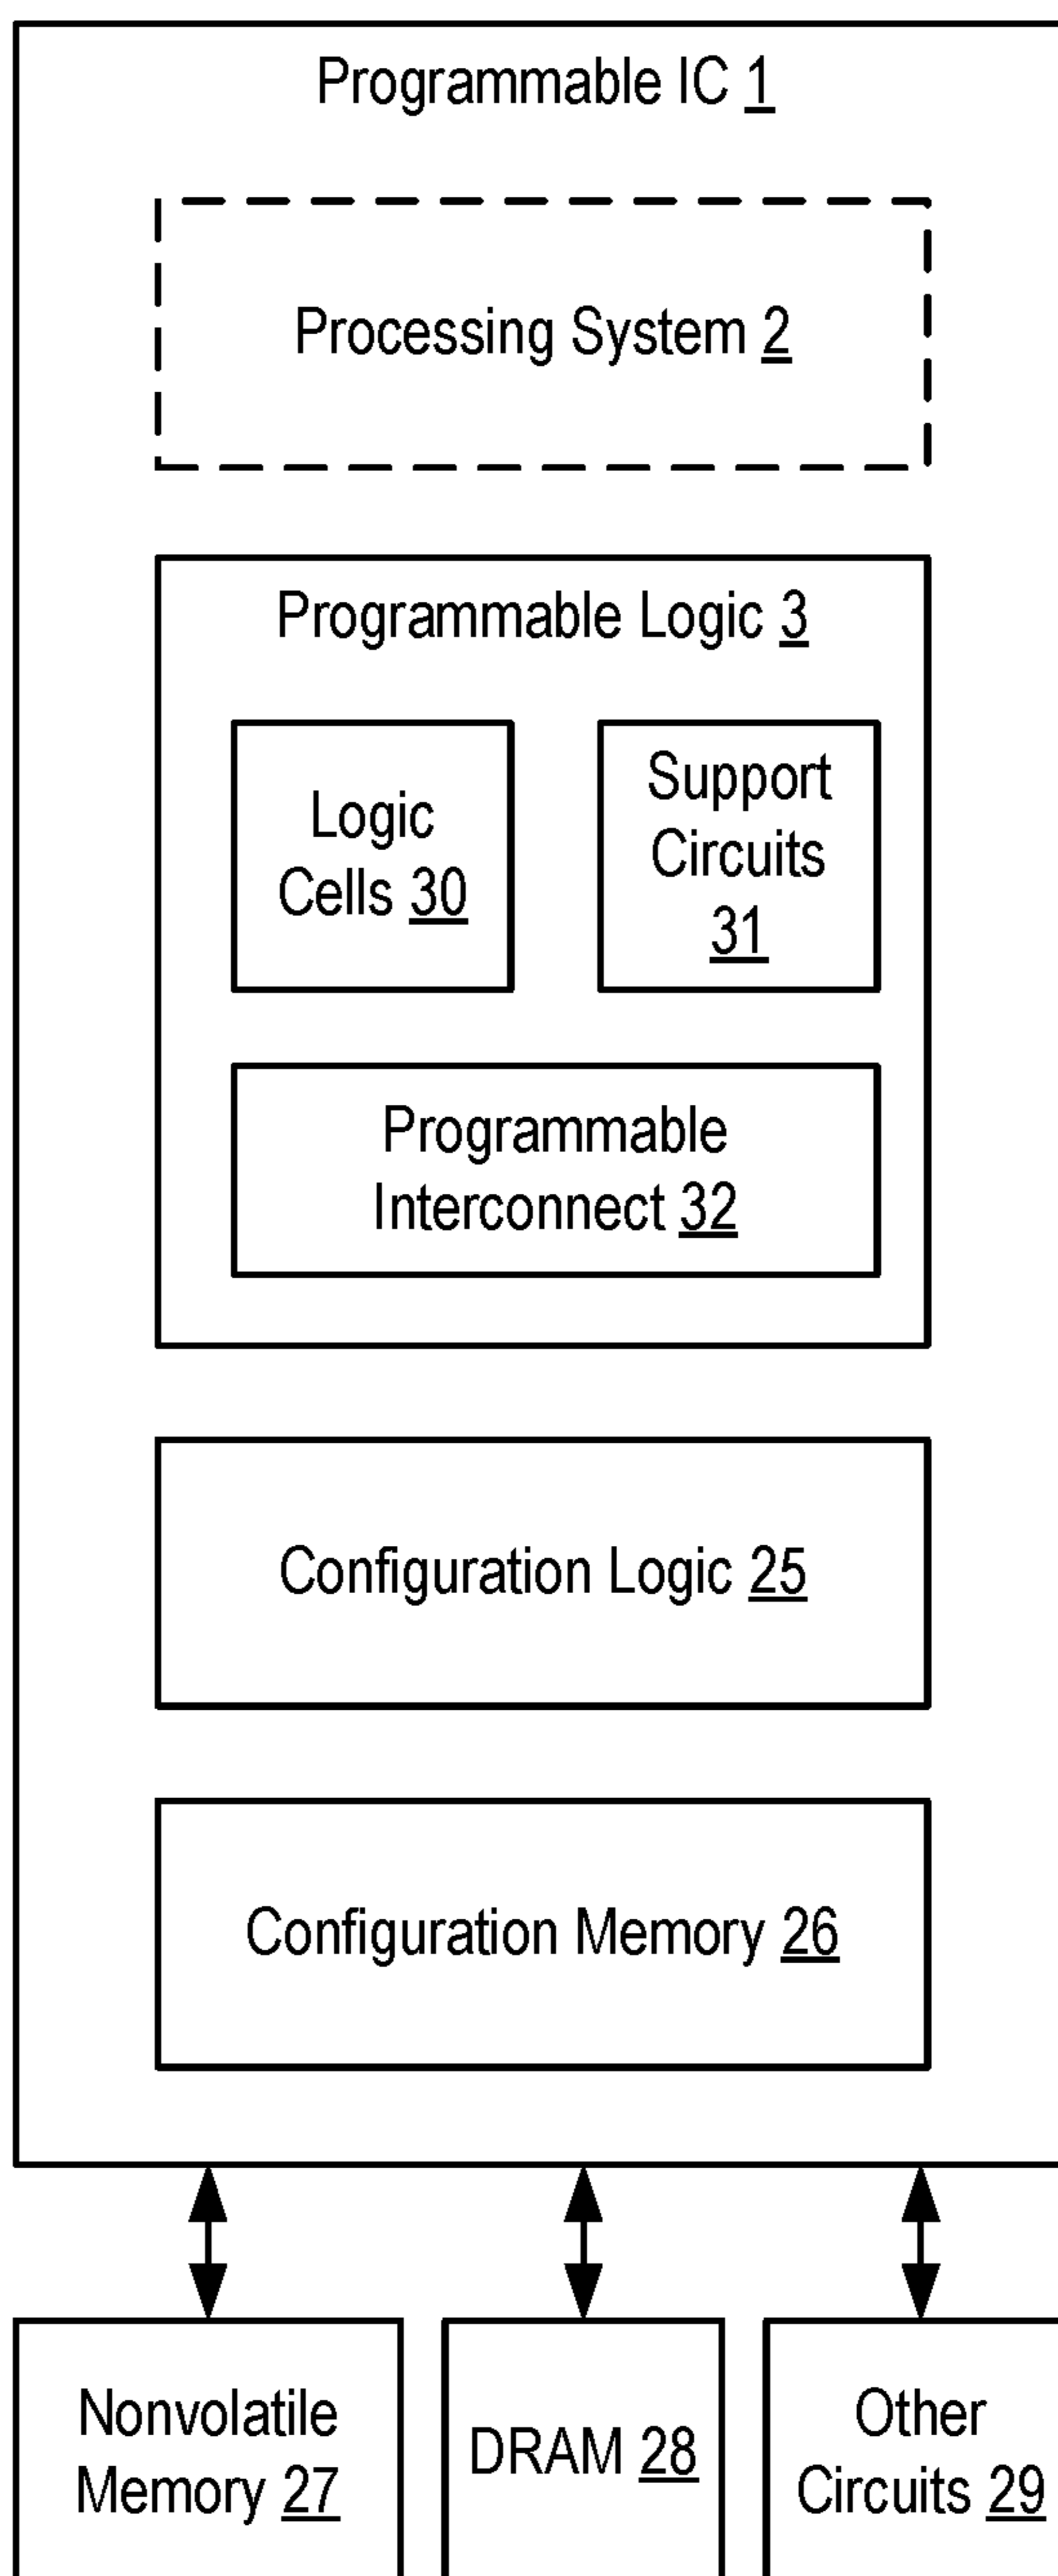 Programmable IC 1
Processing System 2
Programmable Logic 3
Logic
Cells 30
Support
Circuits
31
Programmable
Interconnect 32
Configuration Logic 25
Configuration Memory 26
Nonvolatile
Memory 27
DRAM 28
Other
Circuits 29